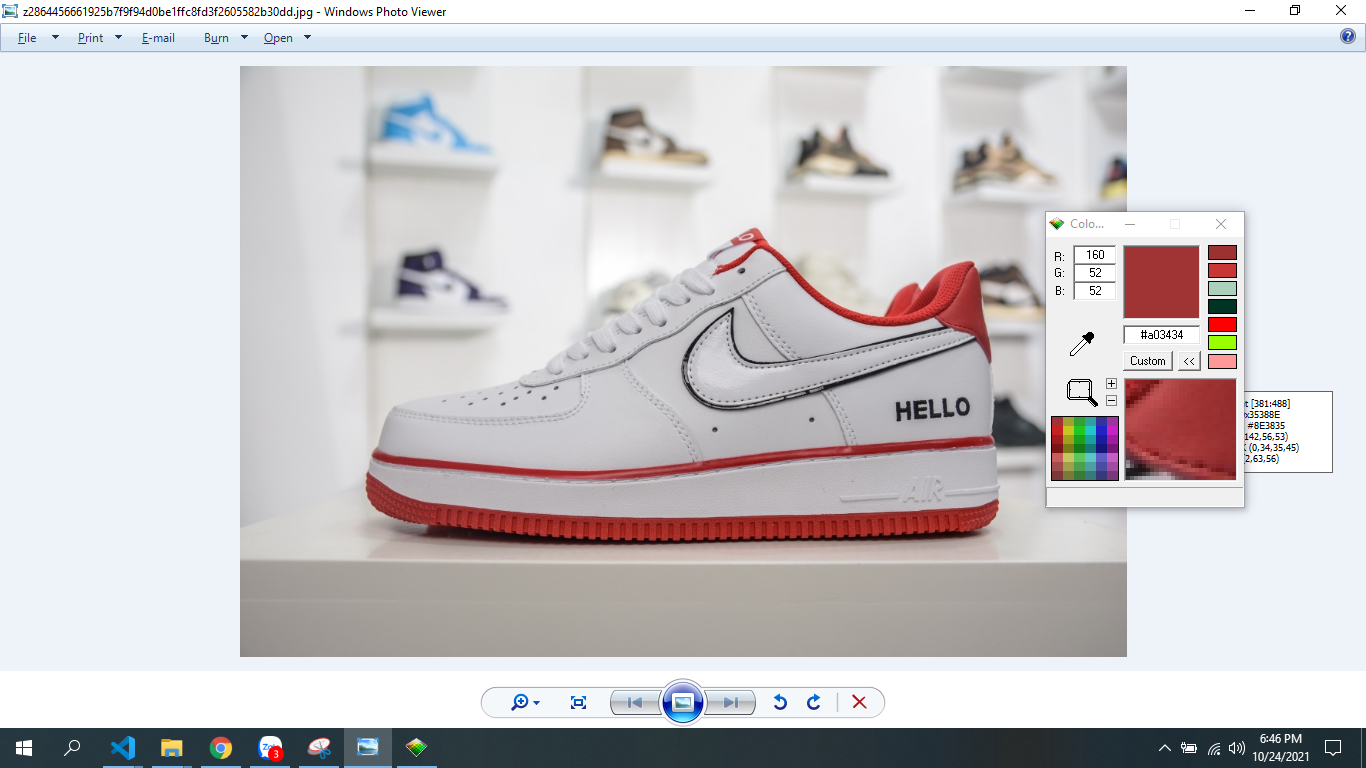 z2864456661925b7f9f94d0be1ffc8fd3f2605582b30dd.jpg - Windows Photo Viewer
File Print E-mail Burn Open
Colo...
R: 160
G: 52
B: 52
#a03434
Custom <<
t [381:488]
x35388E
#8E3835
142,56,53)
(0,34,35,45)
2,63,56)
HELLO
AIR
3
6:46 PM
10/24/2021